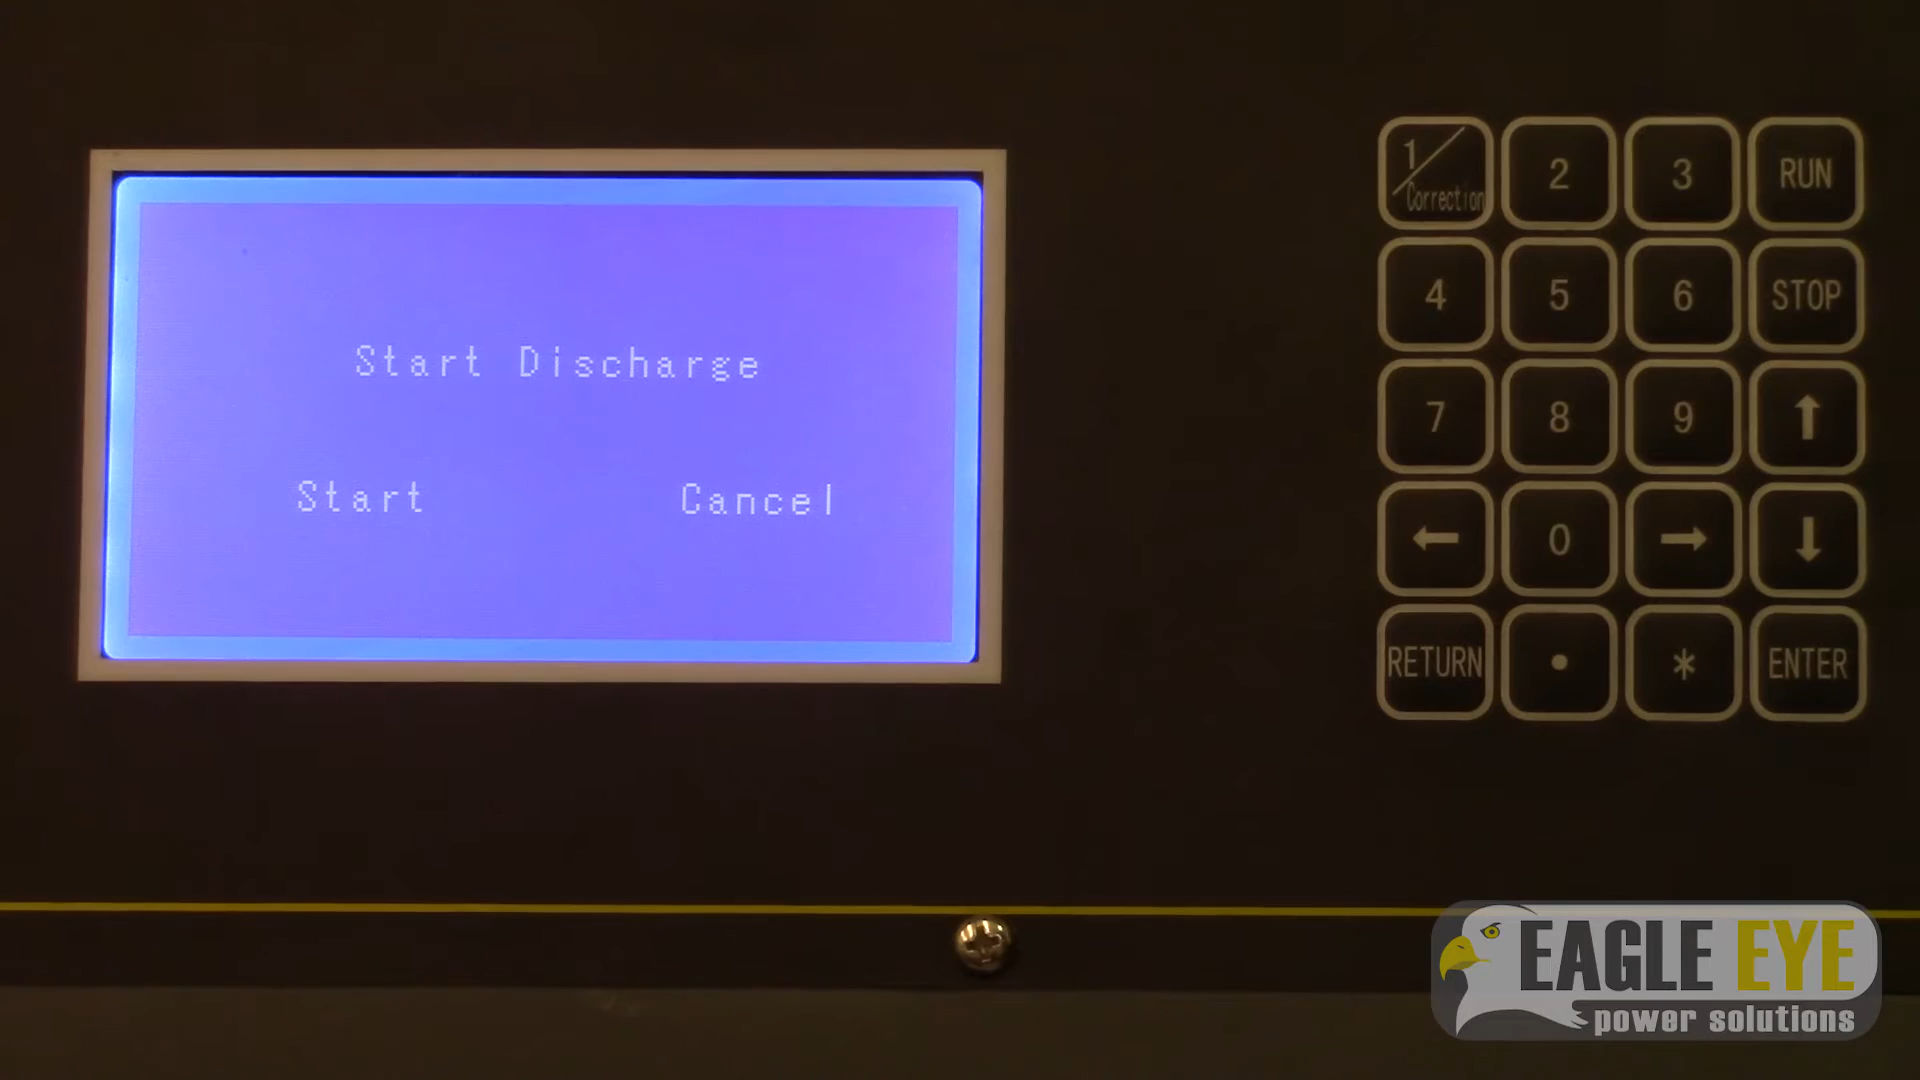 Start Discharge
Start Cancel
1/Correction 2 3 RUN
4 5 6 STOP
7 8 9 ↑
← 0 → ↓
RETURN • * ENTER
EAGLE EYE
power solutions